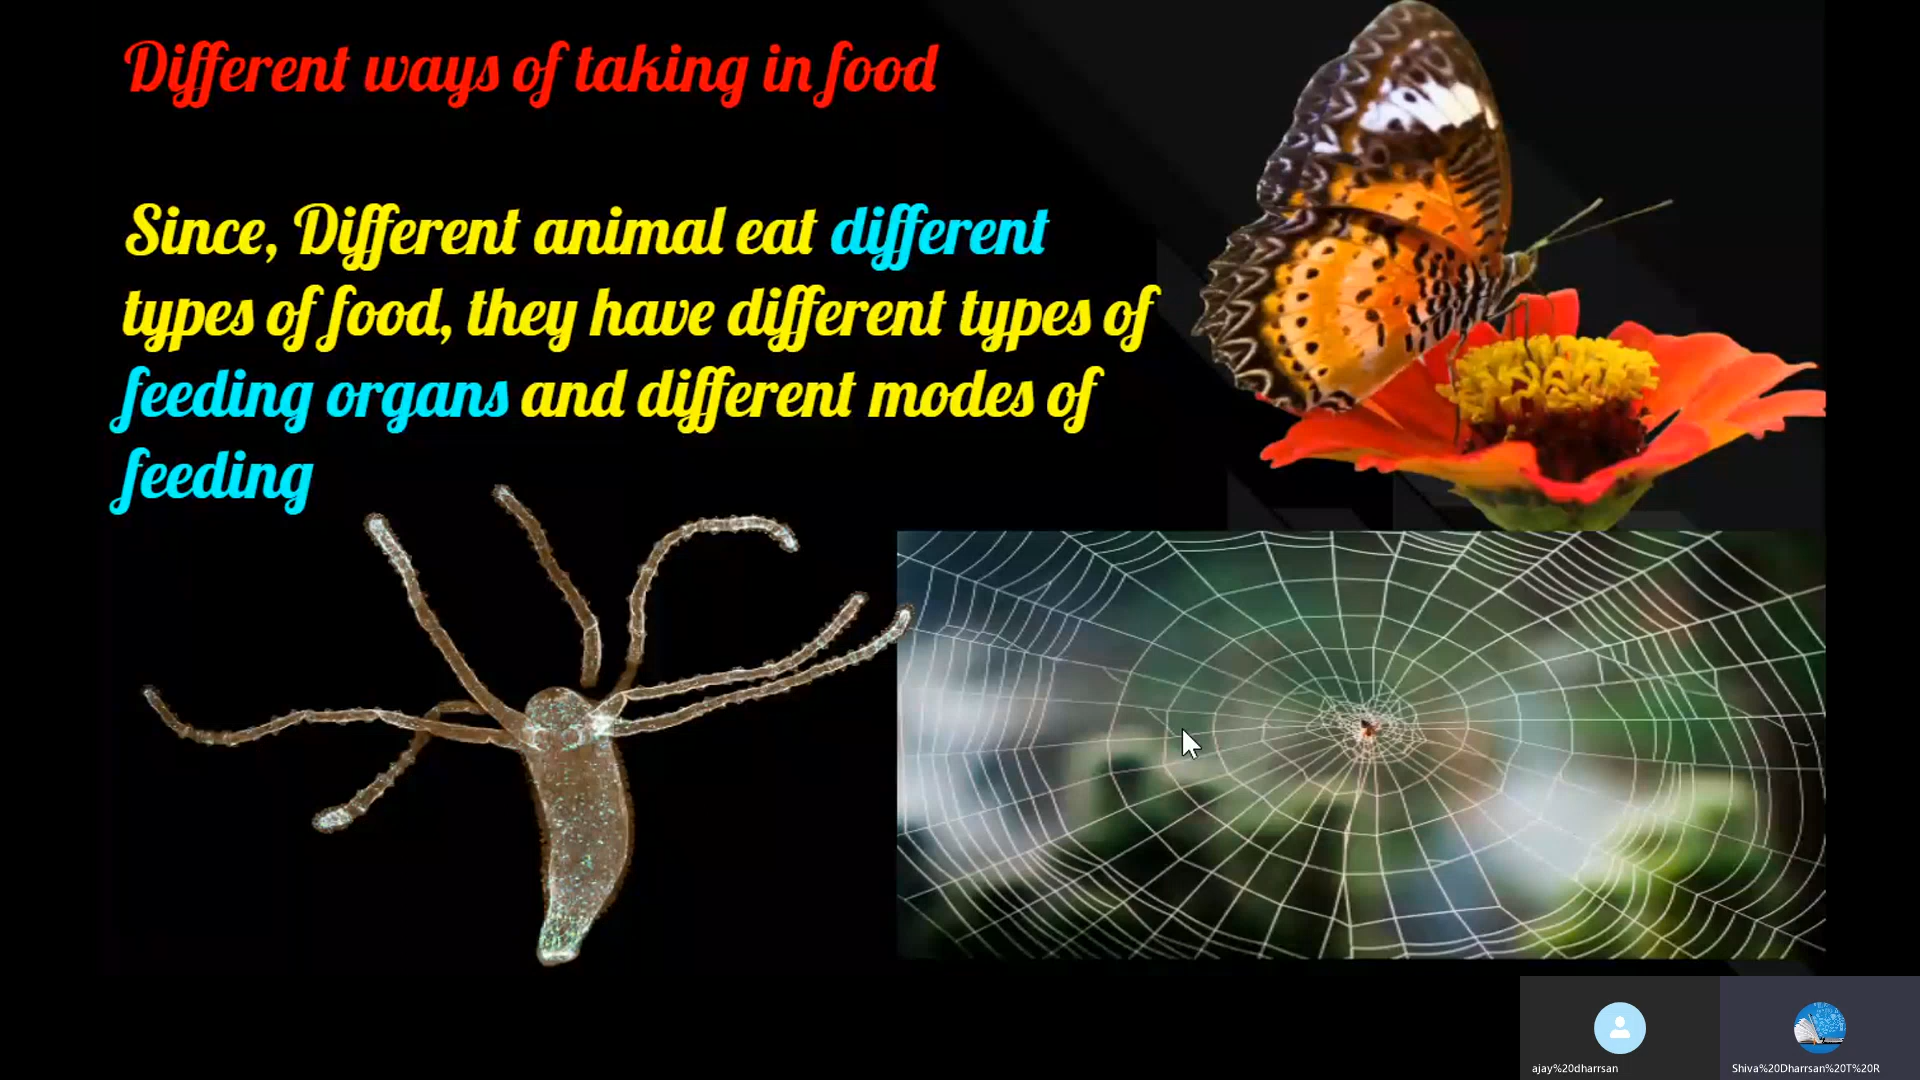 Different ways of taking in food
Since, Different animal eat different
types of food, they have different types of
feeding organs and different modes of
feeding
ajay%20dharrsan
Shiva%20Dharrsan%20T%20R